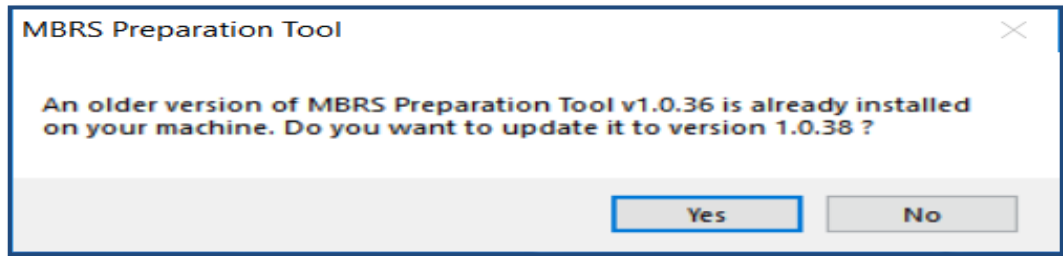 MBRS Preparation Tool
An older version of MBRS Preparation Tool v1.0.36 is already installed
on your machine. Do you want to update it to version 1.0.38 ?
Yes
No